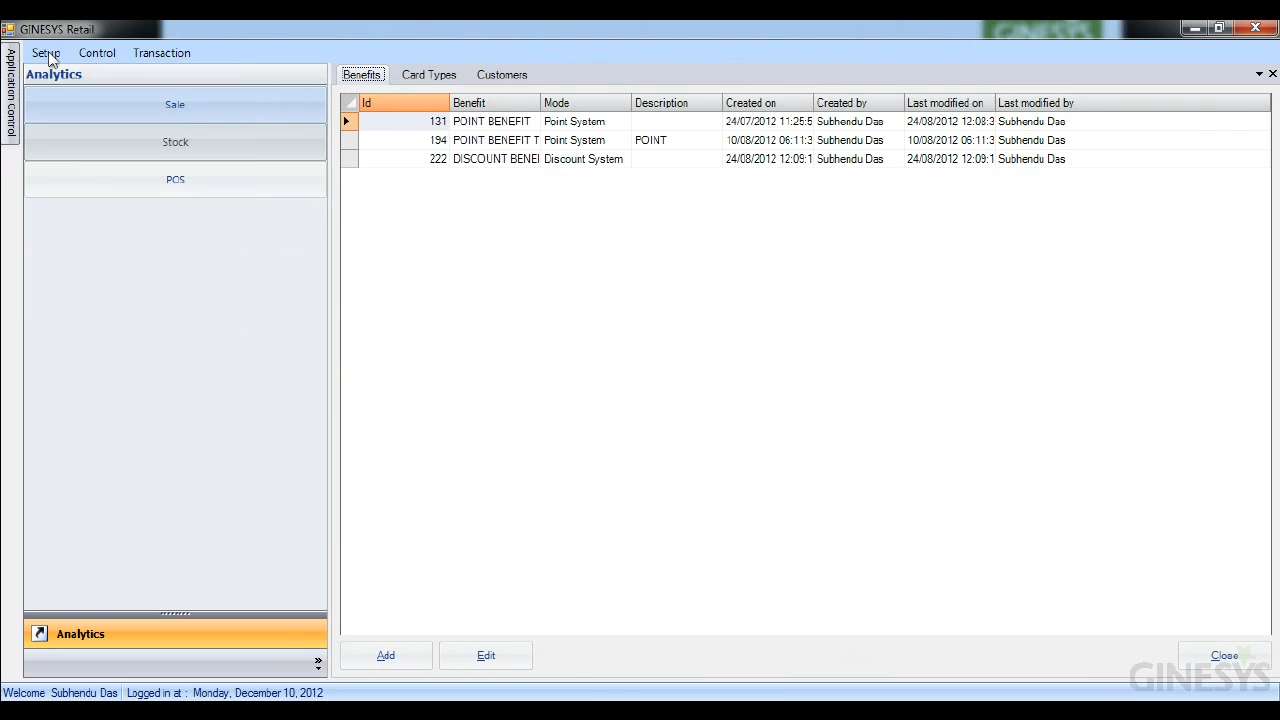 GINESYS Retail
GINESYS
Setup Control Transaction
Application Control
Analytics
Benefits Card Types Customers
Sale
Stock
POS
Id Benefit Mode Description Created on Created by Last modified on Last modified by
131 POINT BENEFIT Point System 24/07/2012 11:25:5 Subhendu Das 24/08/2012 12:08:3 Subhendu Das
194 POINT BENEFIT T Point System POINT 10/08/2012 06:11:3 Subhendu Das 10/08/2012 06:11:3 Subhendu Das
222 DISCOUNT BENEI Discount System 24/08/2012 12:09:1 Subhendu Das 24/08/2012 12:09:1 Subhendu Das
Analytics
Add Edit Close
GINESYS
Welcome Subhendu Das Logged in at : Monday, December 10, 2012